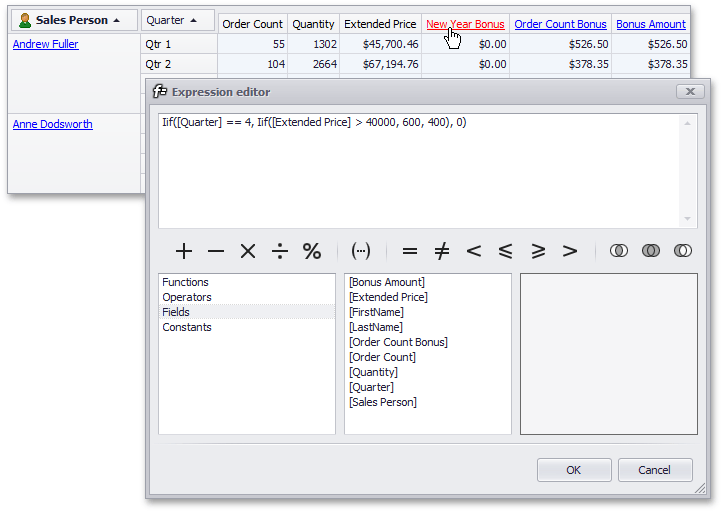 Sales Person Quarter Order Count Quantity Extended Price New Year Bonus Order Count Bonus Bonus Amount
Andrew Fuller Qtr 1 55 1302 $45,700.46 $0.00 $526.50 $526.50
Qtr 2 104 2664 $67,194.76 $0.00 $378.35 $378.35
Anne Dodsworth
Expression editor
Iif([Quarter] == 4, Iif([Extended Price] > 40000, 600, 400), 0)
+ − × ÷ % (···) = ≠ < ⩽ ⩾ >
Functions
Operators
Fields
Constants
[Bonus Amount]
[Extended Price]
[FirstName]
[LastName]
[Order Count Bonus]
[Order Count]
[Quantity]
[Quarter]
[Sales Person]
OK Cancel